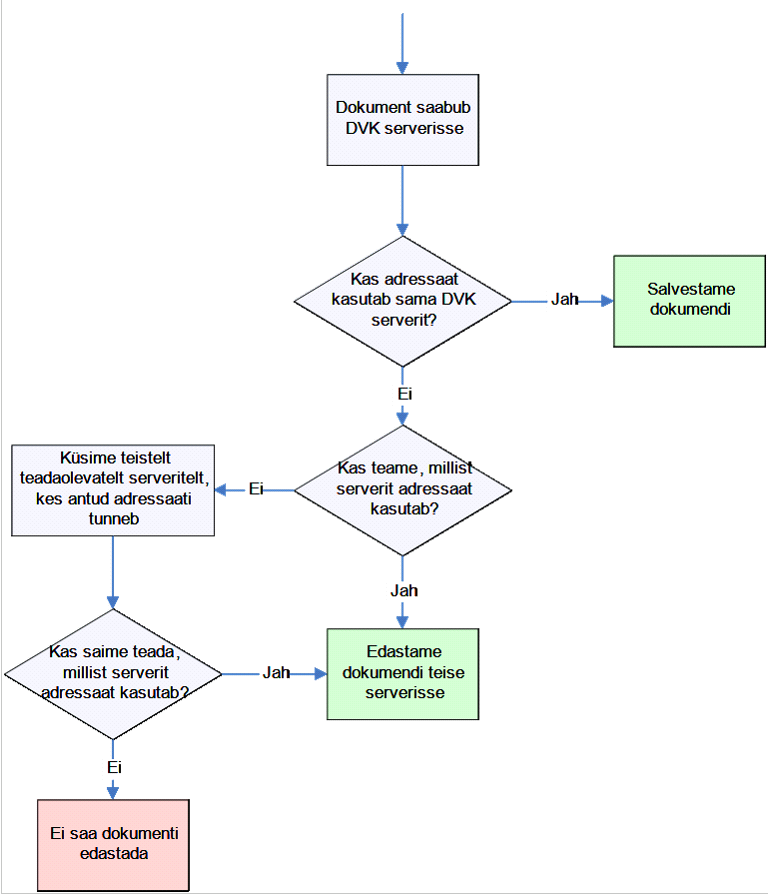 Dokument saabub
DVK serverisse
Kas adressaat
kasutab sama DVK
serverit?
Jah
Salvestame
dokumendi
Ei
Kas teame, millist
serverit adressaat
kasutab?
Ei
Küsime teistelt
teadaolevatelt serveritelt,
kes antud adressaati
tunneb
Jah
Kas saime teada,
millist serverit
adressaat kasutab?
Jah
Edastame
dokumendi teise
serverisse
Ei
Ei saa dokumenti
edastada